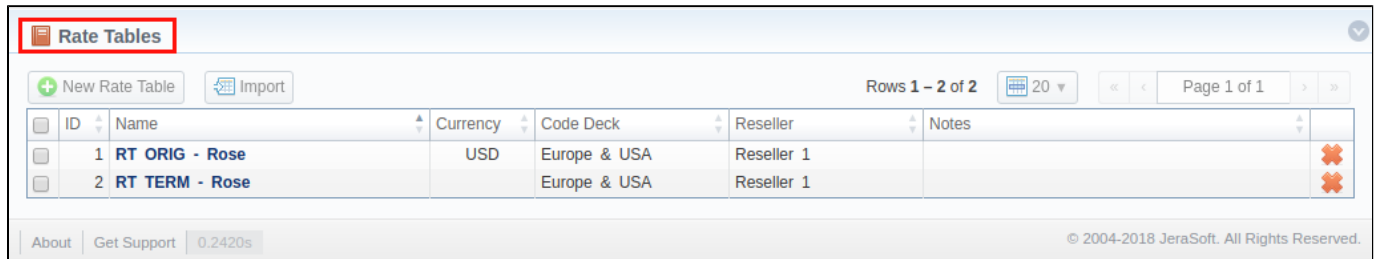 Rate Tables
New Rate Table Import Rows 1 – 2 of 2 20 ▼ « ‹ Page 1 of 1 › »
ID Name Currency Code Deck Reseller Notes
1 RT ORIG - Rose USD Europe & USA Reseller 1
2 RT TERM - Rose Europe & USA Reseller 1
About Get Support 0.2420s © 2004-2018 JeraSoft. All Rights Reserved.